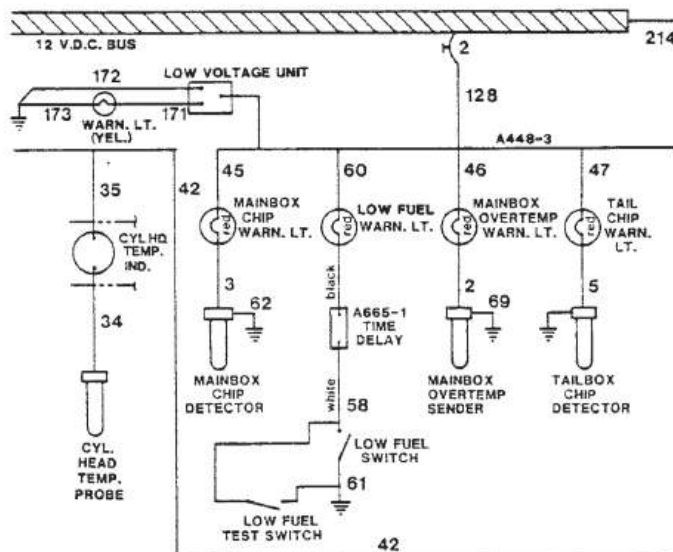 12 V.D.C. BUS
2
214
172
LOW VOLTAGE UNIT
173
171
WARN. LT.
(YEL.)
128
A448-3
35
42
45
60
46
47
MAINBOX
CHIP
WARN. LT.
LOW FUEL
WARN. LT.
MAINBOX
OVERTEMP
WARN. LT.
TAIL
CHIP
WARN.
LT.
red
red
red
red
CYL.HD.
TEMP.
IND.
3
62
black
2
69
5
34
A665-1
TIME
DELAY
MAINBOX
CHIP
DETECTOR
MAINBOX
OVERTEMP
SENDER
TAILBOX
CHIP
DETECTOR
white
58
CYL.
HEAD
TEMP.
PROBE
LOW FUEL
SWITCH
61
LOW FUEL
TEST SWITCH
42